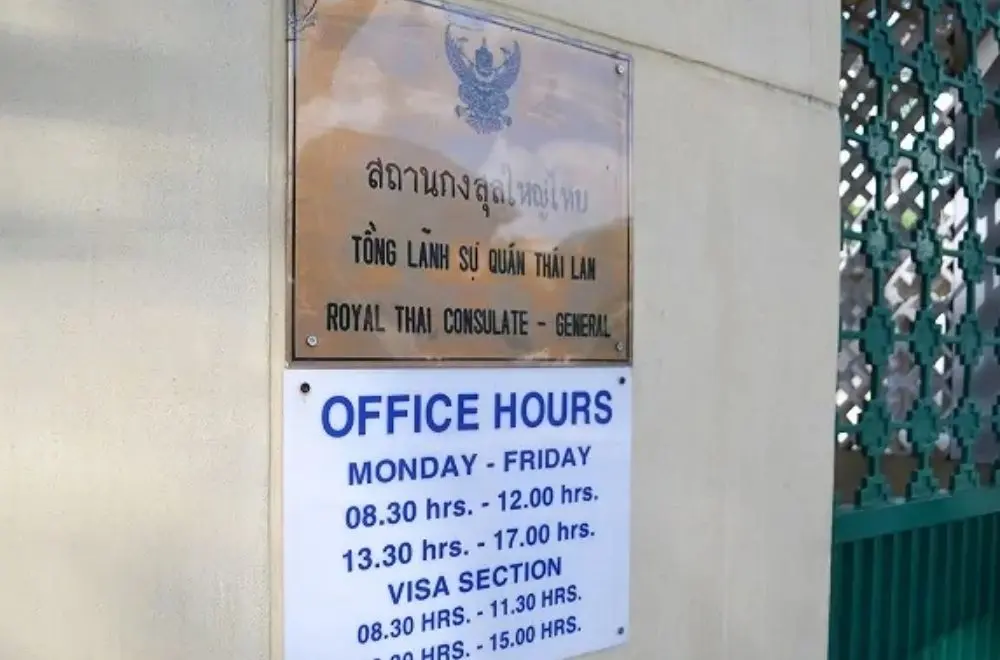 สถานกงสุลใหญ่ไทย
TỔNG LÃNH SỰ QUÁN THÁI LAN
ROYAL THAI CONSULATE - GENERAL
OFFICE HOURS
MONDAY - FRIDAY
08.30 hrs. - 12.00 hrs.
13.30 hrs. - 17.00 hrs.
VISA SECTION
08.30 HRS. - 11.30 HRS.
HRS. - 15.00 HRS.